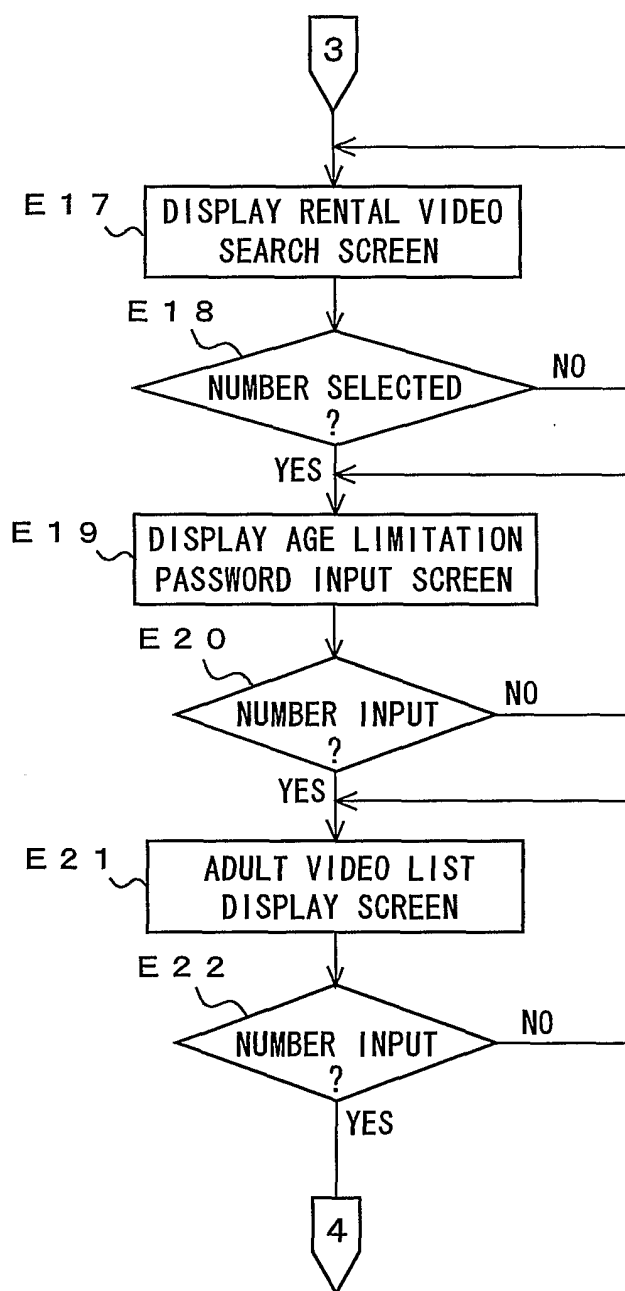 3
E17
DISPLAY RENTAL VIDEO
SEARCH SCREEN
E18
NUMBER SELECTED
?
NO
YES
E19
DISPLAY AGE LIMITATION
PASSWORD INPUT SCREEN
E20
NUMBER INPUT
?
NO
YES
E21
ADULT VIDEO LIST
DISPLAY SCREEN
E22
NUMBER INPUT
?
NO
YES
4